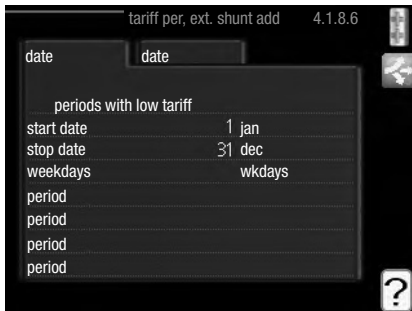 tariff per, ext. shunt add 4.1.8.6
date date
periods with low tariff
start date 1 jan
stop date 31 dec
weekdays wkdays
period
period
period
period
?